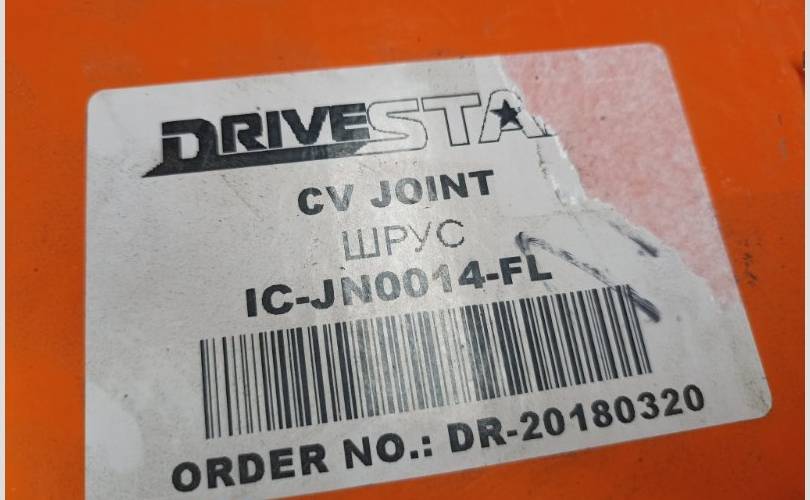 DRIVESTA
CV JOINT
ШРУС
IC-JN0014-FL
ORDER NO.: DR-20180320